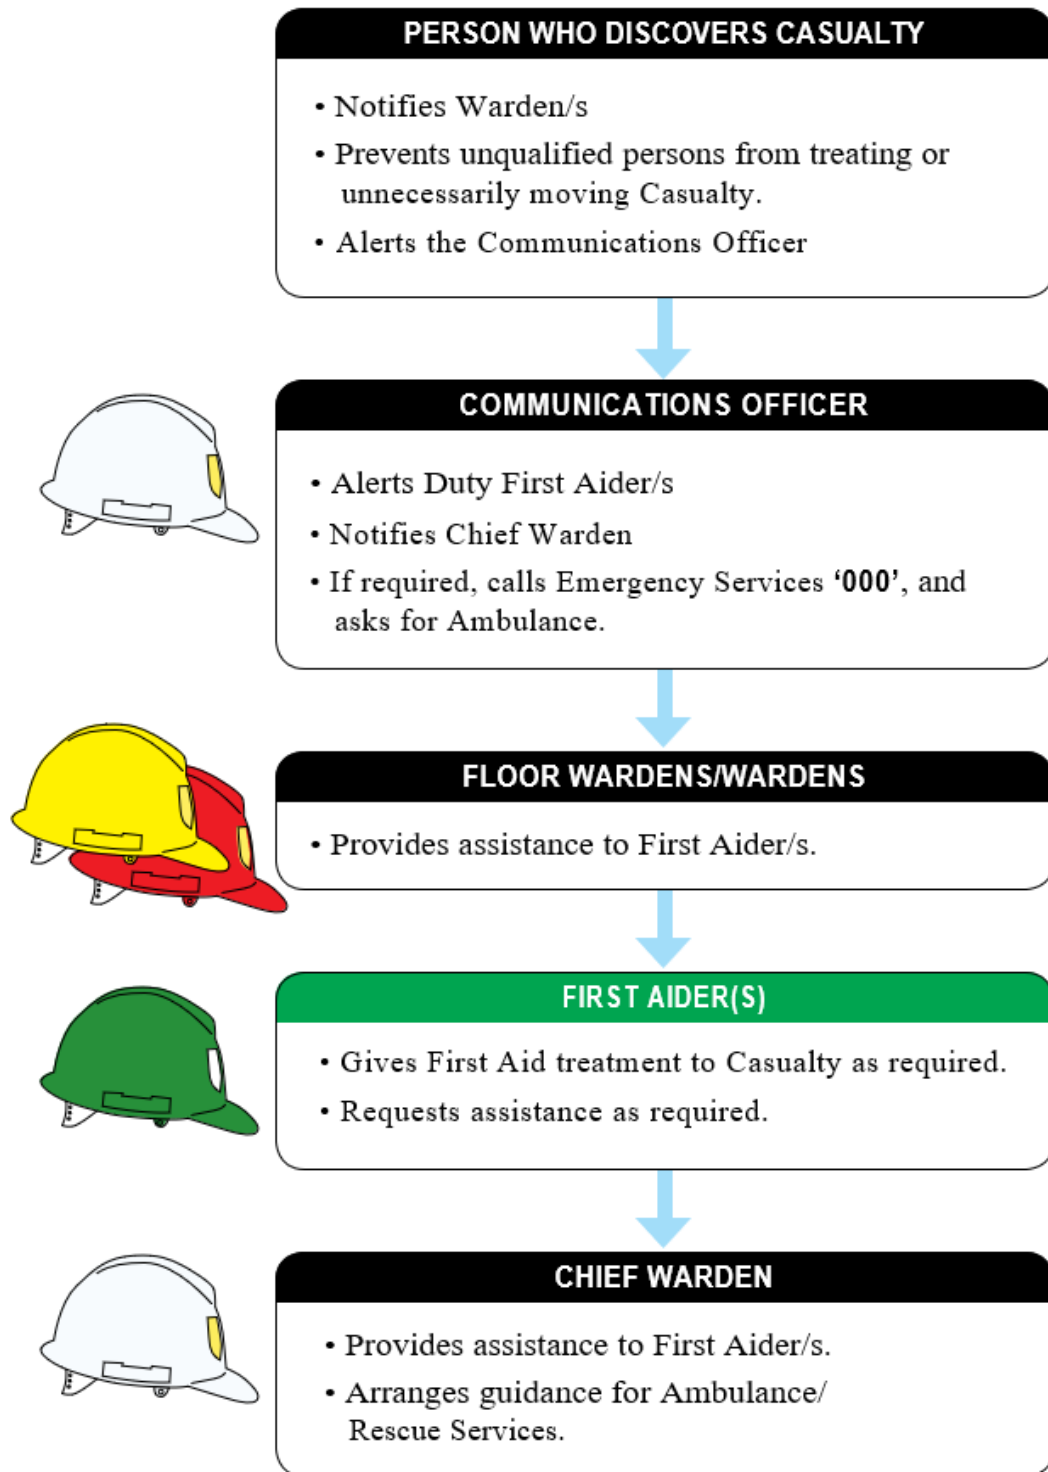 PERSON WHO DISCOVERS CASUALTY
• Notifies Warden/s
• Prevents unqualified persons from treating or
unnecessarily moving Casualty.
• Alerts the Communications Officer
COMMUNICATIONS OFFICER
• Alerts Duty First Aider/s
• Notifies Chief Warden
• If required, calls Emergency Services ‘000’, and
asks for Ambulance.
FLOOR WARDENS/WARDENS
• Provides assistance to First Aider/s.
FIRST AIDER(S)
• Gives First Aid treatment to Casualty as required.
• Requests assistance as required.
CHIEF WARDEN
• Provides assistance to First Aider/s.
• Arranges guidance for Ambulance/
Rescue Services.